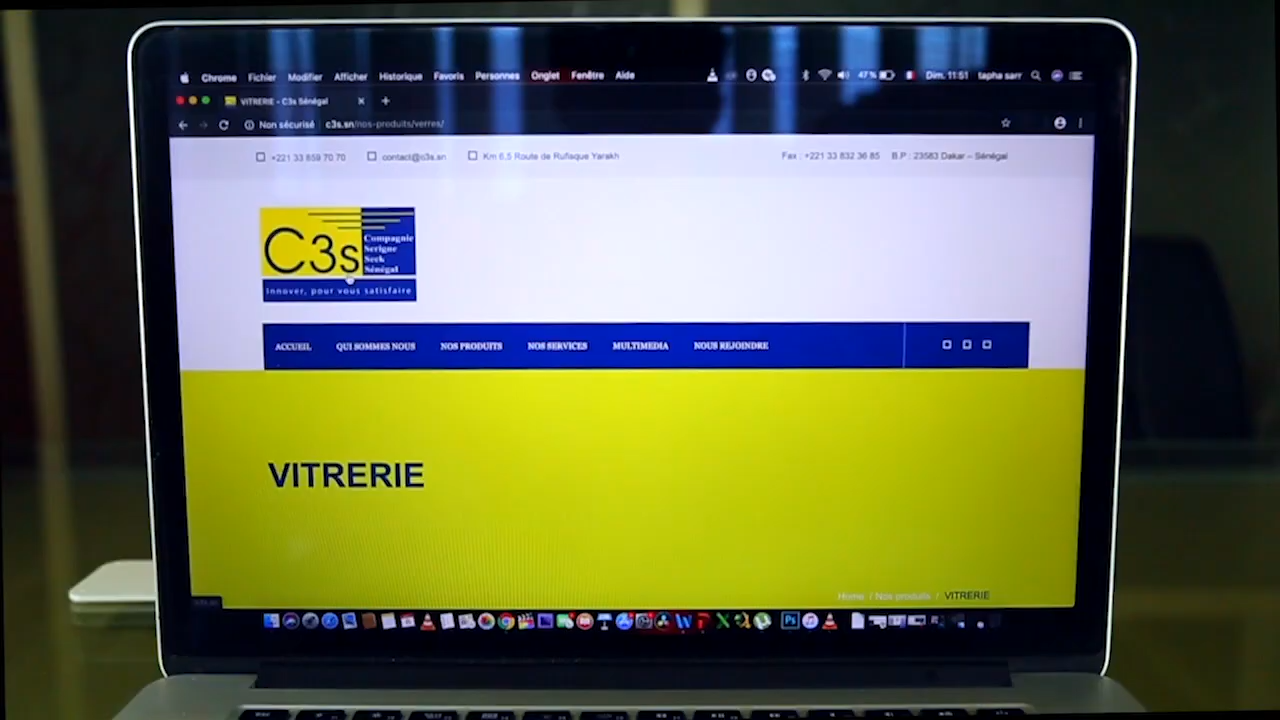 Chrome Fichier Modifier Afficher Historique Favoris Personnes Onglet Fenêtre Aide 47 % Dim. 11:51 tapha sarr
VITRERIE - C3s Sénégal
Non sécurisé c3s.sn/nos-produits/verres/
+221 33 859 70 70 contact@c3s.sn Km 6,5 Route de Rufisque Yarakh Fax : +221 33 832 36 85 B.P : 23583 Dakar – Sénégal
C3s
Compagnie
Serigne
Seck
Sénégal
Innover, pour vous satisfaire
ACCUEIL QUI SOMMES NOUS NOS PRODUITS NOS SERVICES MULTIMEDIA NOUS REJOINDRE
VITRERIE
Home / Nos produits / VITRERIE